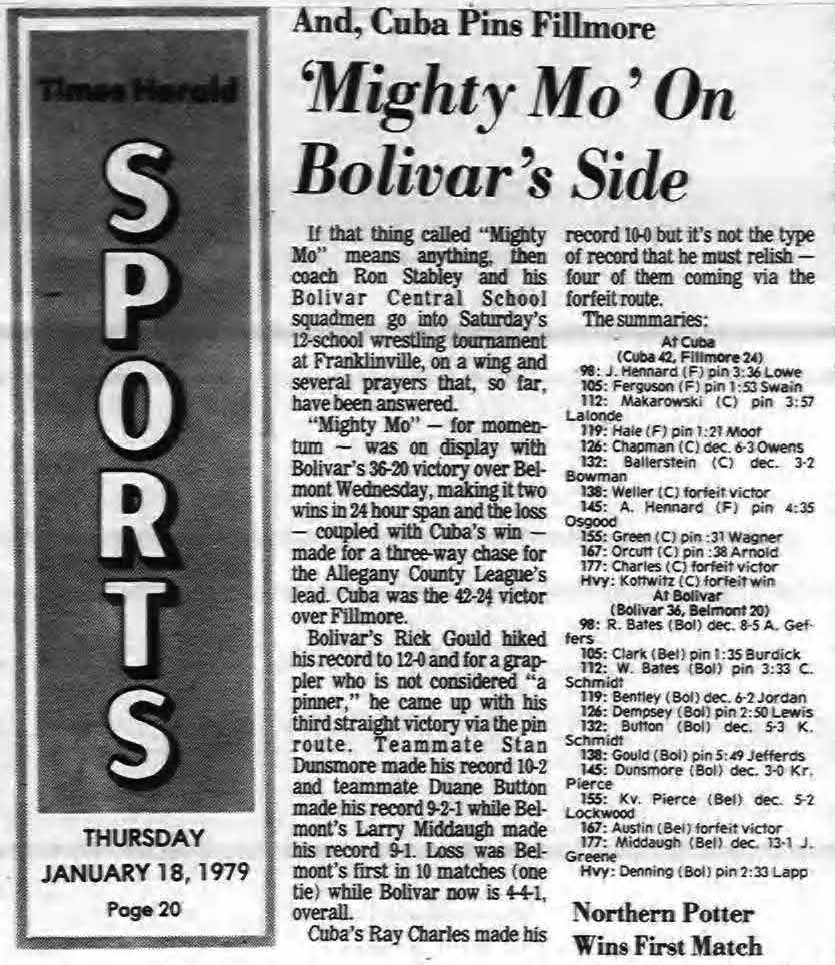 Times Herald
SPORTS
THURSDAY
JANUARY 18, 1979
Page 20
And, Cuba Pins Fillmore
'Mighty Mo' On
Bolivar's Side
If that thing called "Mighty
Mo" means anything, then
coach Ron Stabley and his
Bolivar Central School
squadmen go into Saturday's
12-school wrestling tournament
at Franklinville, on a wing and
several prayers that, so far,
have been answered.
"Mighty Mo" — for momen-
tum — was on display with
Bolivar's 36-20 victory over Bel-
mont Wednesday, making it two
wins in 24 hour span and the loss
— coupled with Cuba's win —
made for a three-way chase for
the Allegany County League's
lead. Cuba was the 42-24 victor
over Fillmore.
Bolivar's Rick Gould hiked
his record to 12-0 and for a grap-
pler who is not considered "a
pinner," he came up with his
third straight victory via the pin
route. Teammate Stan
Dunsmore made his record 10-2
and teammate Duane Button
made his record 9-2-1 while Bel-
mont's Larry Middaugh made
his record 9-1. Loss was Bel-
mont's first in 10 matches (one
tie) while Bolivar now is 4-4-1,
overall.
Cuba's Ray Charles made his
record 10-0 but it's not the type
of record that he must relish —
four of them coming via the
forfeit route.
The summaries:
At Cuba
(Cuba 42, Fillmore 24)
98: J. Hennard (F) pin 3:36 Lowe
105: Ferguson (F) pin 1:53 Swain
112: Makarowski (C) pin 3:57
Lalonde
119: Hale (F) pin 1:21 Moot
126: Chapman (C) dec. 6-3 Owens
132: Ballerstein (C) dec. 3-2
Bowman
138: Weller (C) forfeit victor
145: A. Hennard (F) pin 4:35
Osgood
155: Green (C) pin :31 Wagner
167: Orcutt (C) pin :38 Arnold
177: Charles (C) forfeit victor
Hvy: Kottwitz (C) forfeit win
At Bolivar
(Bolivar 36, Belmont 20)
98: R. Bates (Bol) dec. 8-5 A. Gef-
fers
105: Clark (Bel) pin 1:35 Burdick
112: W. Bates (Bol) pin 3:33 C.
Schmidt
119: Bentley (Bol) dec. 6-2 Jordan
126: Dempsey (Bol) pin 2:50 Lewis
132: Button (Bol) dec. 5-3 K.
Schmidt
138: Gould (Bol) pin 5:49 Jefferds
145: Dunsmore (Bol) dec. 3-0 Kr.
Pierce
155: Kv. Pierce (Bel) dec. 5-2
Lockwood
167: Austin (Bel) forfeit victor
177: Middaugh (Bel) dec. 13-1 J.
Greene
Hvy: Denning (Bol) pin 2:33 Lapp
Northern Potter
Wins First Match